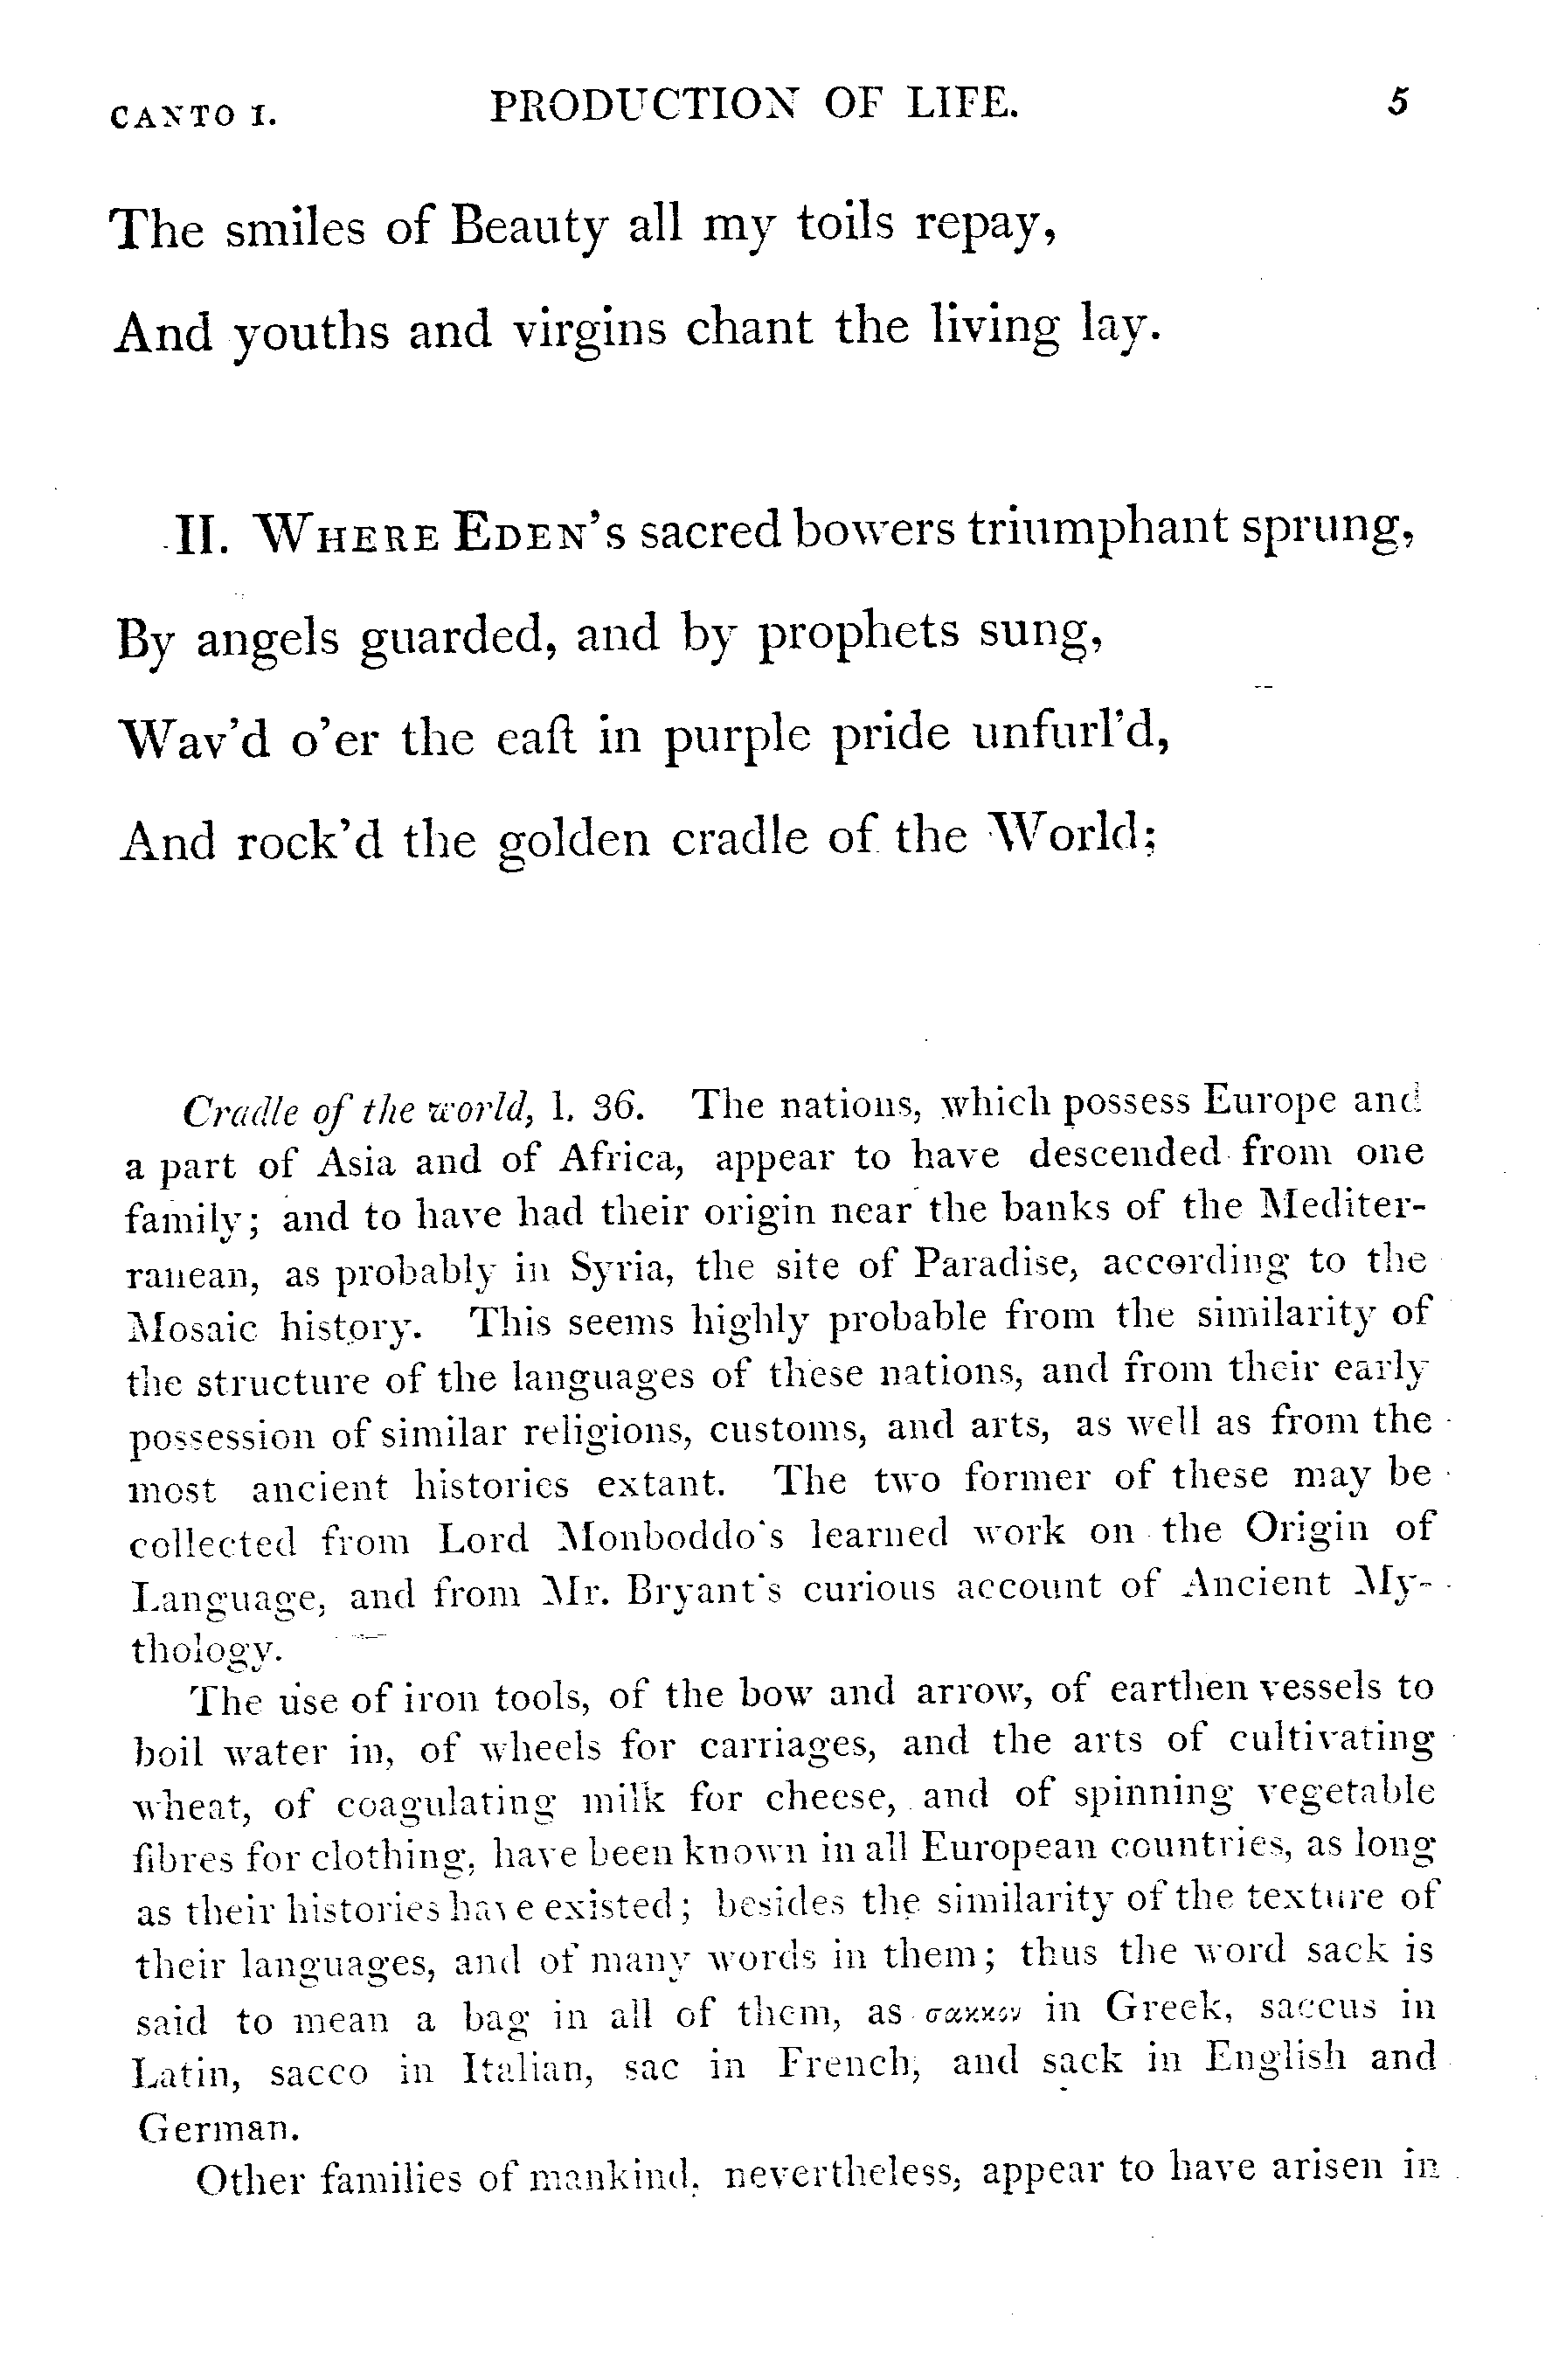 CANTO I. PRODUCTION OF LIFE. 5
The smiles of Beauty all my toils repay,
And youths and virgins chant the living lay.
II. WHERE EDEN's sacred bowers triumphant sprung,
By angels guarded, and by prophets sung,
Wav'd o'er the eaſt in purple pride unfurl'd,
And rock'd the golden cradle of the World;
Cradle of the world, l. 36. The nations, which possess Europe and
a part of Asia and of Africa, appear to have descended from one
family; and to have had their origin near the banks of the Mediter-
ranean, as probably in Syria, the site of Paradise, according to the
Mosaic history. This seems highly probable from the similarity of
the structure of the languages of these nations, and from their early
possession of similar religions, customs, and arts, as well as from the
most ancient histories extant. The two former of these may be
collected from Lord Monboddo's learned work on the Origin of
Language, and from Mr. Bryant's curious account of Ancient My-
thology.
The use of iron tools, of the bow and arrow, of earthen vessels to
boil water in, of wheels for carriages, and the arts of cultivating
wheat, of coagulating milk for cheese, and of spinning vegetable
fibres for clothing, have been known in all European countries, as long
as their histories have existed; besides the similarity of the texture of
their languages, and of many words in them; thus the word sack is
said to mean a bag in all of them, as σακκον in Greek, saccus in
Latin, sacco in Italian, sac in French, and sack in English and
German.
Other families of mankind, nevertheless, appear to have arisen in